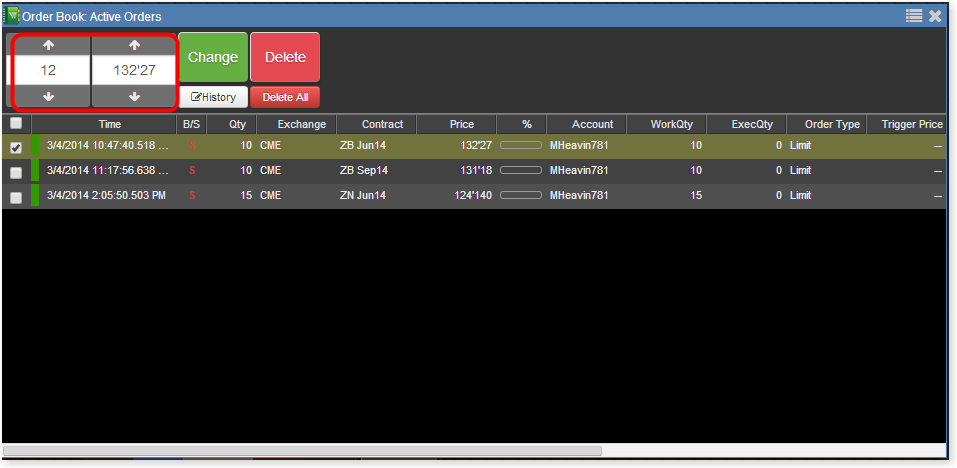 Order Book: Active Orders
12 132'27 Change Delete
History Delete All
Time B/S Qty Exchange Contract Price % Account WorkQty ExecQty Order Type Trigger Price
3/4/2014 10:47:40.518 ... S 10 CME ZB Jun14 132'27 MHeavin781 10 0 Limit --
3/4/2014 11:17:56.638 ... S 10 CME ZB Sep14 131'18 MHeavin781 10 0 Limit --
3/4/2014 2:05:50.503 PM S 15 CME ZN Jun14 124'140 MHeavin781 15 0 Limit --